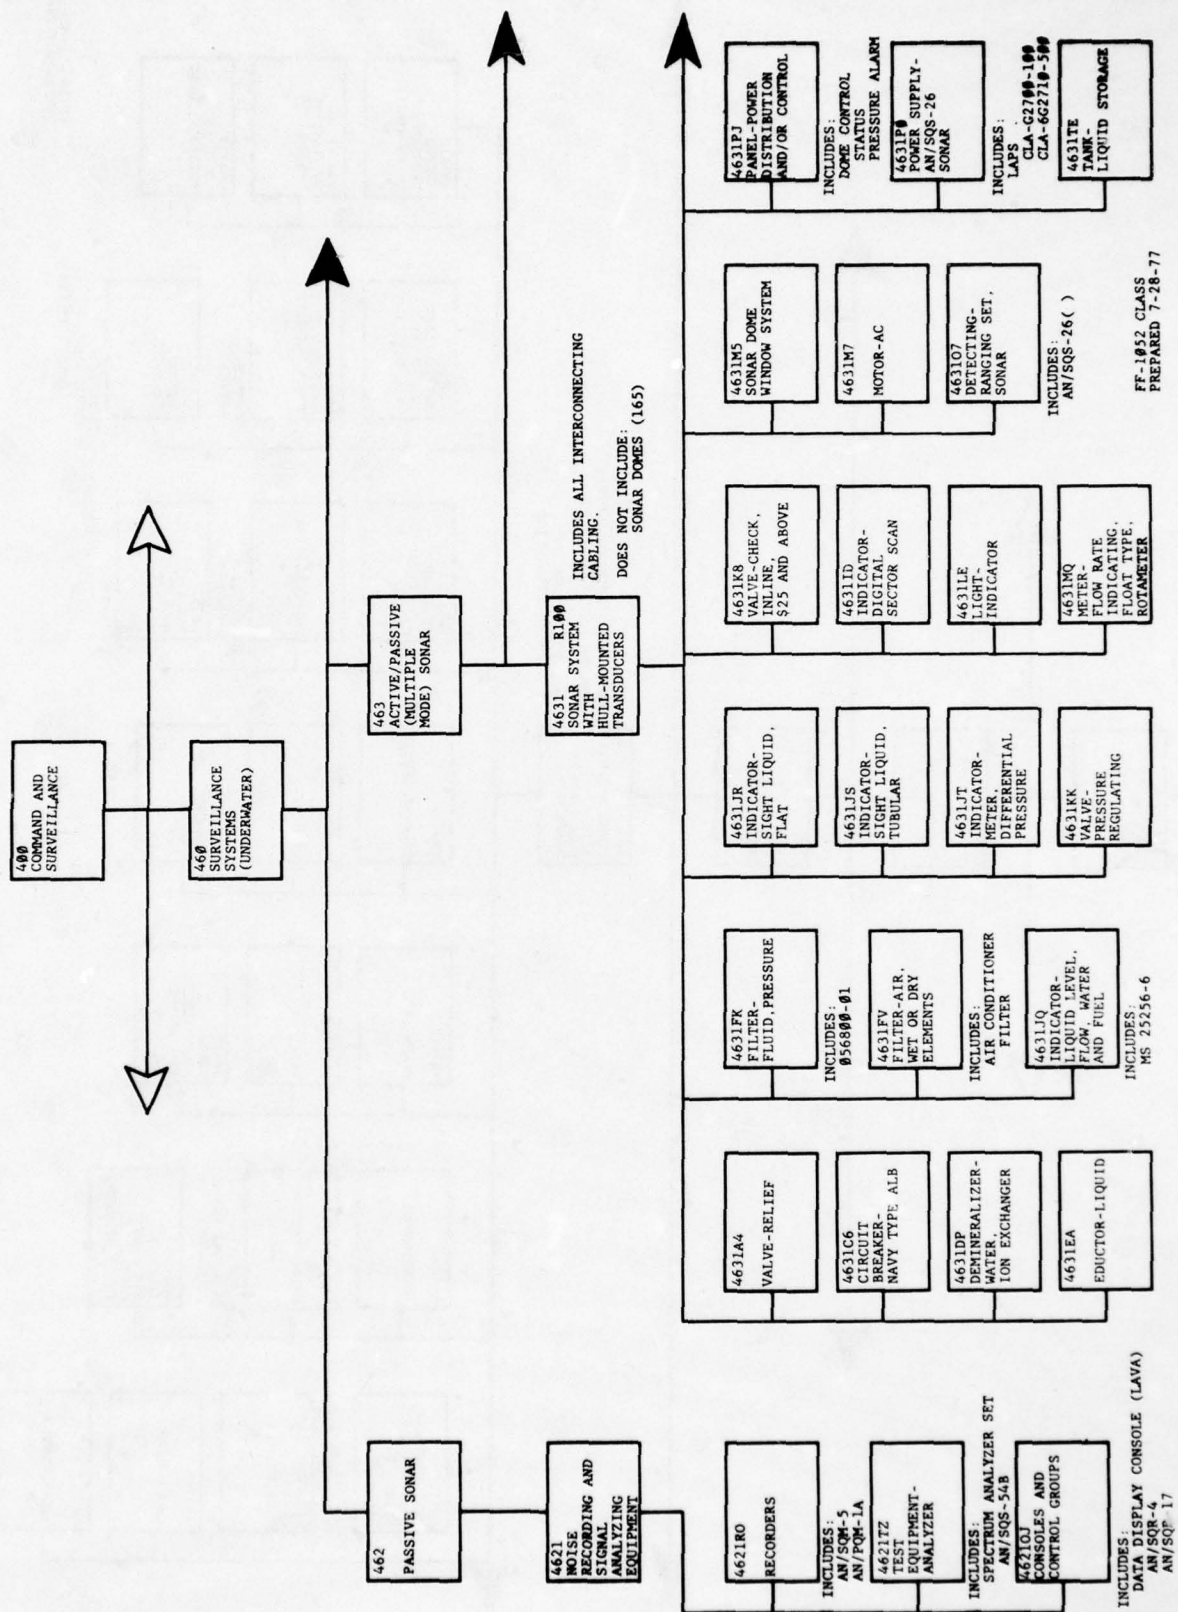 400
COMMAND AND
SURVEILLANCE
460
SURVEILLANCE
SYSTEMS
(UNDERWATER)
462
PASSIVE SONAR
463
ACTIVE/PASSIVE
(MULTIPLE
MODE) SONAR
4621
NOISE
RECORDING AND
SIGNAL
ANALYZING
EQUIPMENT
4631 R100
SONAR SYSTEM
WITH
HULL-MOUNTED
TRANSDUCERS
INCLUDES ALL INTERCONNECTING
CABLING.
DOES NOT INCLUDE:
SONAR DOMES (165)
4621RO
RECORDERS
INCLUDES:
AN/SQM-5
AN/PQM-1A
4621TZ
TEST
EQUIPMENT-
ANALYZER
INCLUDES:
SPECTRUM ANALYZER SET
AN/SQS-54B
4621OJ
CONSOLES AND
CONTROL GROUPS
INCLUDES:
DATA DISPLAY CONSOLE (LAVA)
AN/SQR-4
4631A4
VALVE-RELIEF
4631C6
CIRCUIT
BREAKER-
NAVY TYPE ALB
4631DP
DEMINERALIZER-
WATER,
ION EXCHANGER
4631EA
EDUCTOR-LIQUID
4631FK
FILTER-
FLUID,PRESSURE
INCLUDES:
056800-01
4631FV
FILTER-AIR,
WET OR DRY
ELEMENTS
INCLUDES:
AIR CONDITIONER
FILTER
4631JQ
INDICATOR-
LIQUID LEVEL,
FLOW, WATER
AND FUEL
INCLUDES:
MS 25256-6
4631JR
INDICATOR-
SIGHT LIQUID,
FLAT
4631JS
INDICATOR-
SIGHT LIQUID,
TUBULAR
4631JT
INDICATOR-
METER,
DIFFERENTIAL
PRESSURE
4631KK
VALVE-
PRESSURE
REGULATING
4631K8
VALVE-CHECK,
INLINE,
$25 AND ABOVE
4631ID
INDICATOR-
DIGITAL
SECTOR SCAN
4631LE
LIGHT-
INDICATOR
4631MQ
METER-
FLOW RATE
INDICATING,
FLOAT TYPE,
ROTAMETER
4631M5
SONAR DOME
WINDOW SYSTEM
4631M7
MOTOR-AC
4631O7
DETECTING-
RANGING SET,
SONAR
INCLUDES:
AN/SQS-26( )
4631PJ
PANEL-POWER
DISTRIBUTION
AND/OR CONTROL
INCLUDES:
DOME CONTROL
STATUS
PRESSURE ALARM
4631P0
POWER SUPPLY-
AN/SQS-26
SONAR
INCLUDES:
LAPS
CLA-G2700-100
CLA-6G2710-500
4631TE
TANK-
LIQUID STORAGE
FF-1052 CLASS
PREPARED 7-28-77